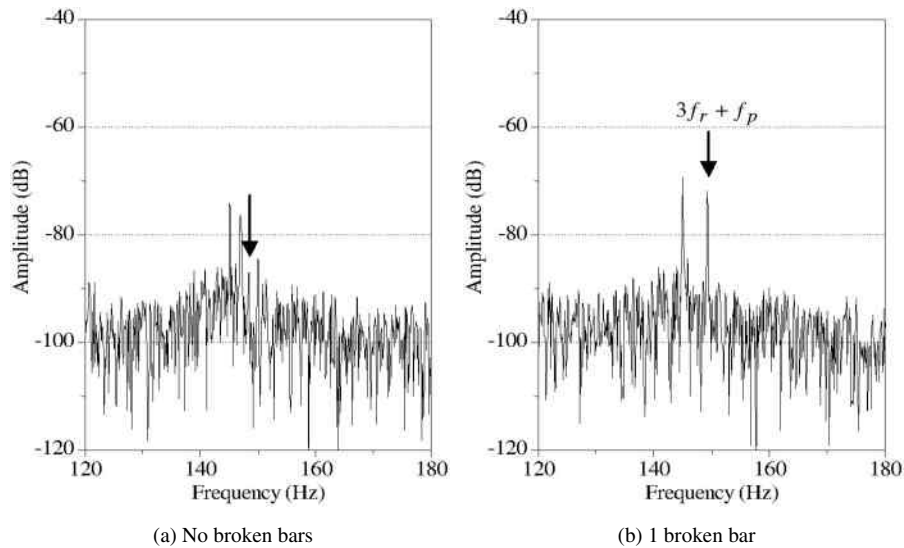 -40
-60
-80
-100
-120
120
140
160
180
Amplitude (dB)
Frequency (Hz)
(a) No broken bars
-40
-60
-80
-100
-120
120
140
160
180
Amplitude (dB)
Frequency (Hz)
3f_r + f_p
(b) 1 broken bar